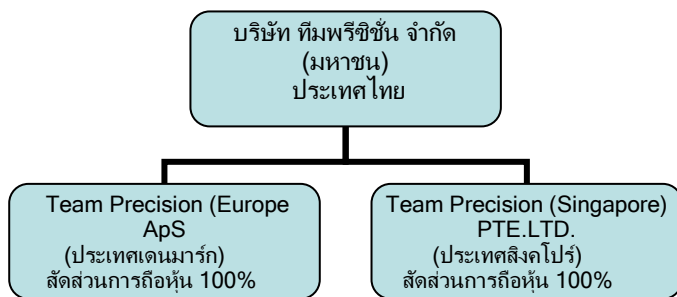 บริษัท ทีมพรีซิชั่น จำกัด
(มหาชน)
ประเทศไทย
Team Precision (Europe
ApS
(ประเทศเดนมาร์ก)
สัดส่วนการถือหุ้น 100%
Team Precision (Singapore)
PTE.LTD.
(ประเทศสิงคโปร์)
สัดส่วนการถือหุ้น 100%